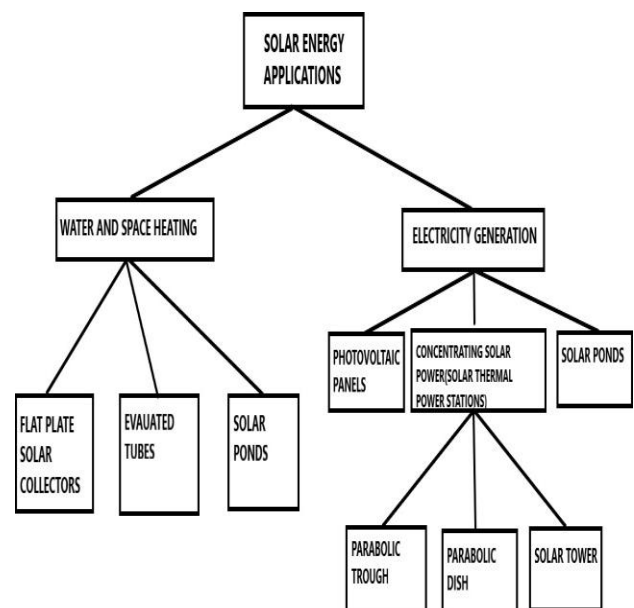 SOLAR ENERGY
APPLICATIONS
WATER AND SPACE HEATING
ELECTRICITY GENERATION
PHOTOVOLTAIC
PANELS
CONCENTRATING SOLAR
POWER(SOLAR THERMAL
POWER STATIONS)
SOLAR PONDS
FLAT PLATE
SOLAR
COLLECTORS
EVAUATED
TUBES
SOLAR
PONDS
PARABOLIC
TROUGH
PARABOLIC
DISH
SOLAR TOWER